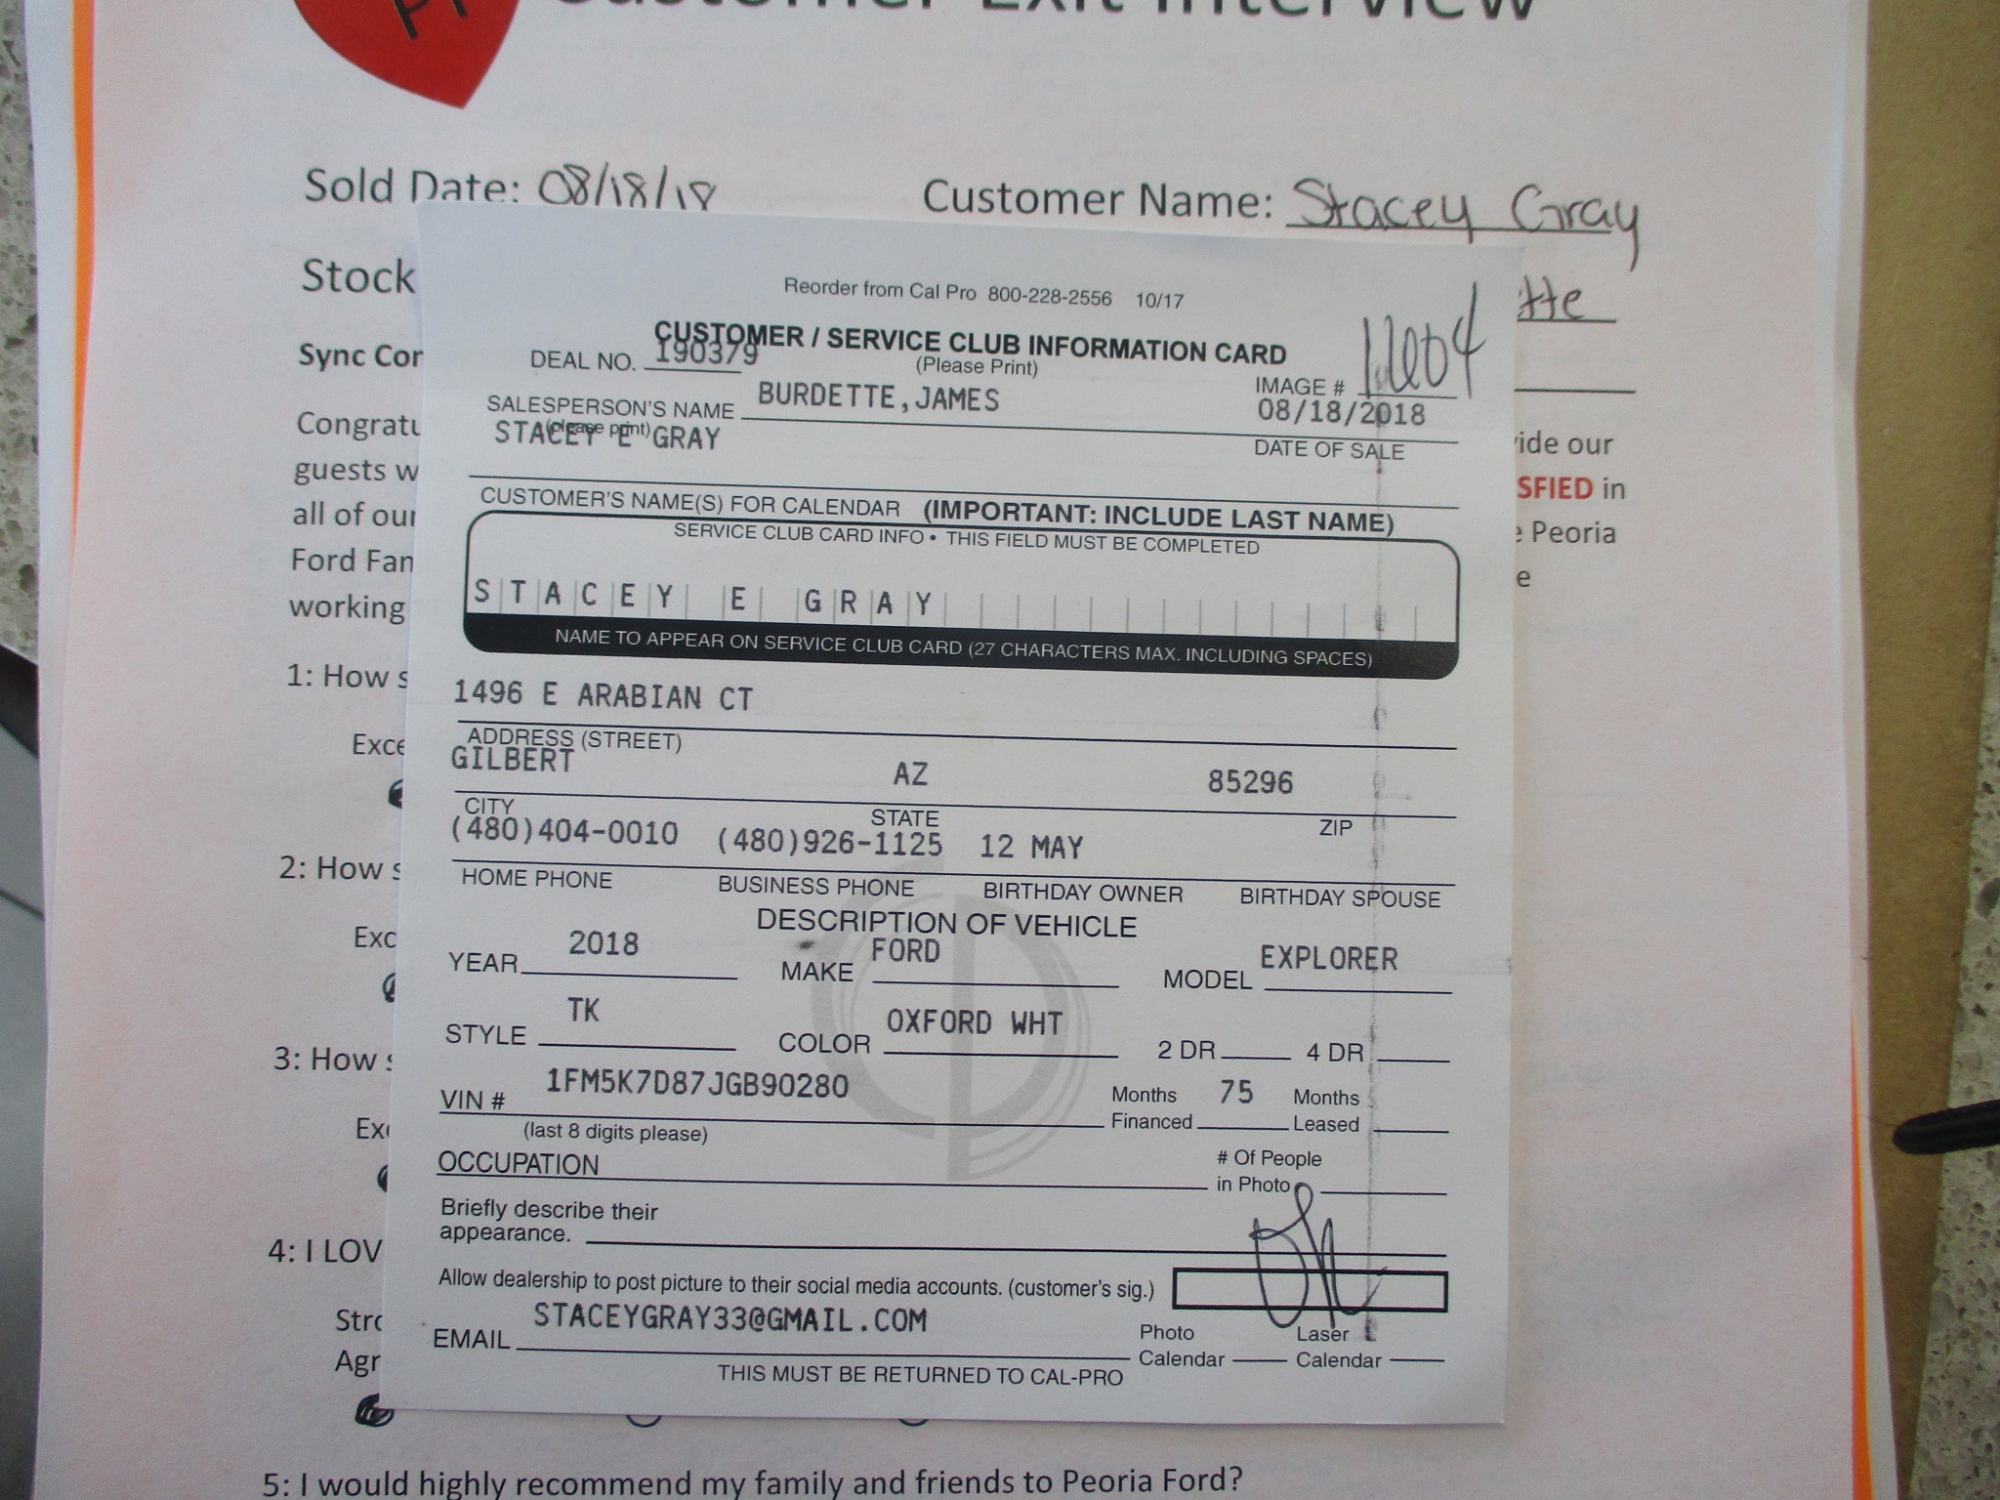 Customer Exit Interview
Sold Date: 08/18/18 Customer Name: Stacey Gray
Stock
Sync Cor
Congratu
guests w
all of our
Ford Fam
working
vide our
SFIED in
e Peoria
e
1: How s
Exce
2: How s
Exc
3: How s
Exc
4: I LOV
Stro
Agr
5: I would highly recommend my family and friends to Peoria Ford?
Reorder from Cal Pro 800-228-2556 10/17
CUSTOMER / SERVICE CLUB INFORMATION CARD
DEAL NO. 190379 (Please Print)
IMAGE #
SALESPERSON'S NAME BURDETTE,JAMES 08/18/2018
(please print)
STACEY E GRAY DATE OF SALE
CUSTOMER'S NAME(S) FOR CALENDAR (IMPORTANT: INCLUDE LAST NAME)
SERVICE CLUB CARD INFO • THIS FIELD MUST BE COMPLETED
STACEY E GRAY
NAME TO APPEAR ON SERVICE CLUB CARD (27 CHARACTERS MAX. INCLUDING SPACES)
1496 E ARABIAN CT
ADDRESS (STREET)
GILBERT AZ 85296
CITY STATE ZIP
(480)404-0010 (480)926-1125 12 MAY
HOME PHONE BUSINESS PHONE BIRTHDAY OWNER BIRTHDAY SPOUSE
DESCRIPTION OF VEHICLE
YEAR 2018 MAKE FORD MODEL EXPLORER
STYLE TK COLOR OXFORD WHT 2 DR 4 DR
VIN # 1FM5K7D87JGB90280 Months Financed 75 Months Leased
(last 8 digits please)
OCCUPATION # Of People in Photo
Briefly describe their
appearance.
Allow dealership to post picture to their social media accounts. (customer's sig.)
EMAIL STACEYGRAY33@GMAIL.COM Photo Calendar Laser Calendar
THIS MUST BE RETURNED TO CAL-PRO